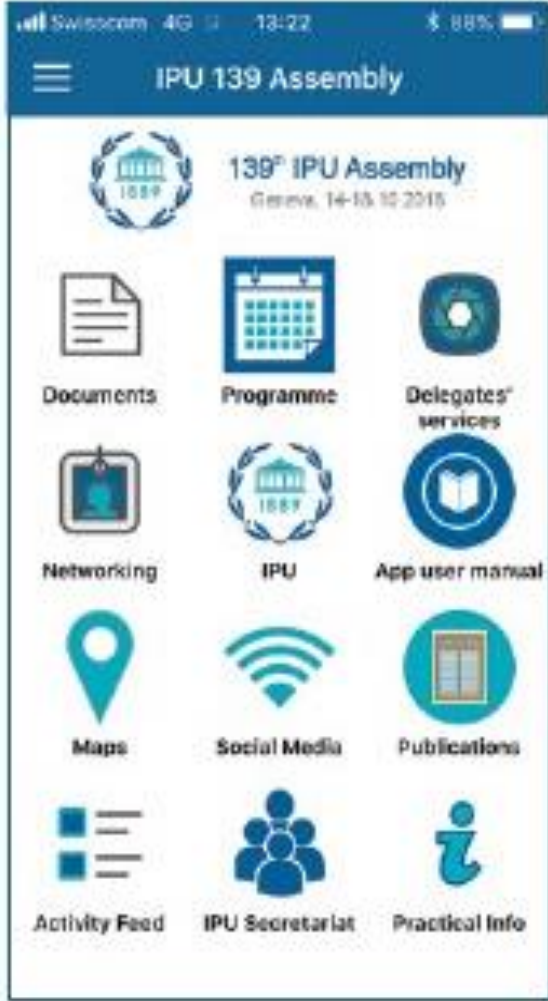 Swisscom 4G 13:22 88%
IPU 139 Assembly
1889
139th IPU Assembly
Geneva, 14-18.10.2018
Documents
Programme
Delegates'
services
1889
Networking
IPU
App user manual
Maps
Social Media
Publications
Activity Feed
IPU Secretariat
Practical Info